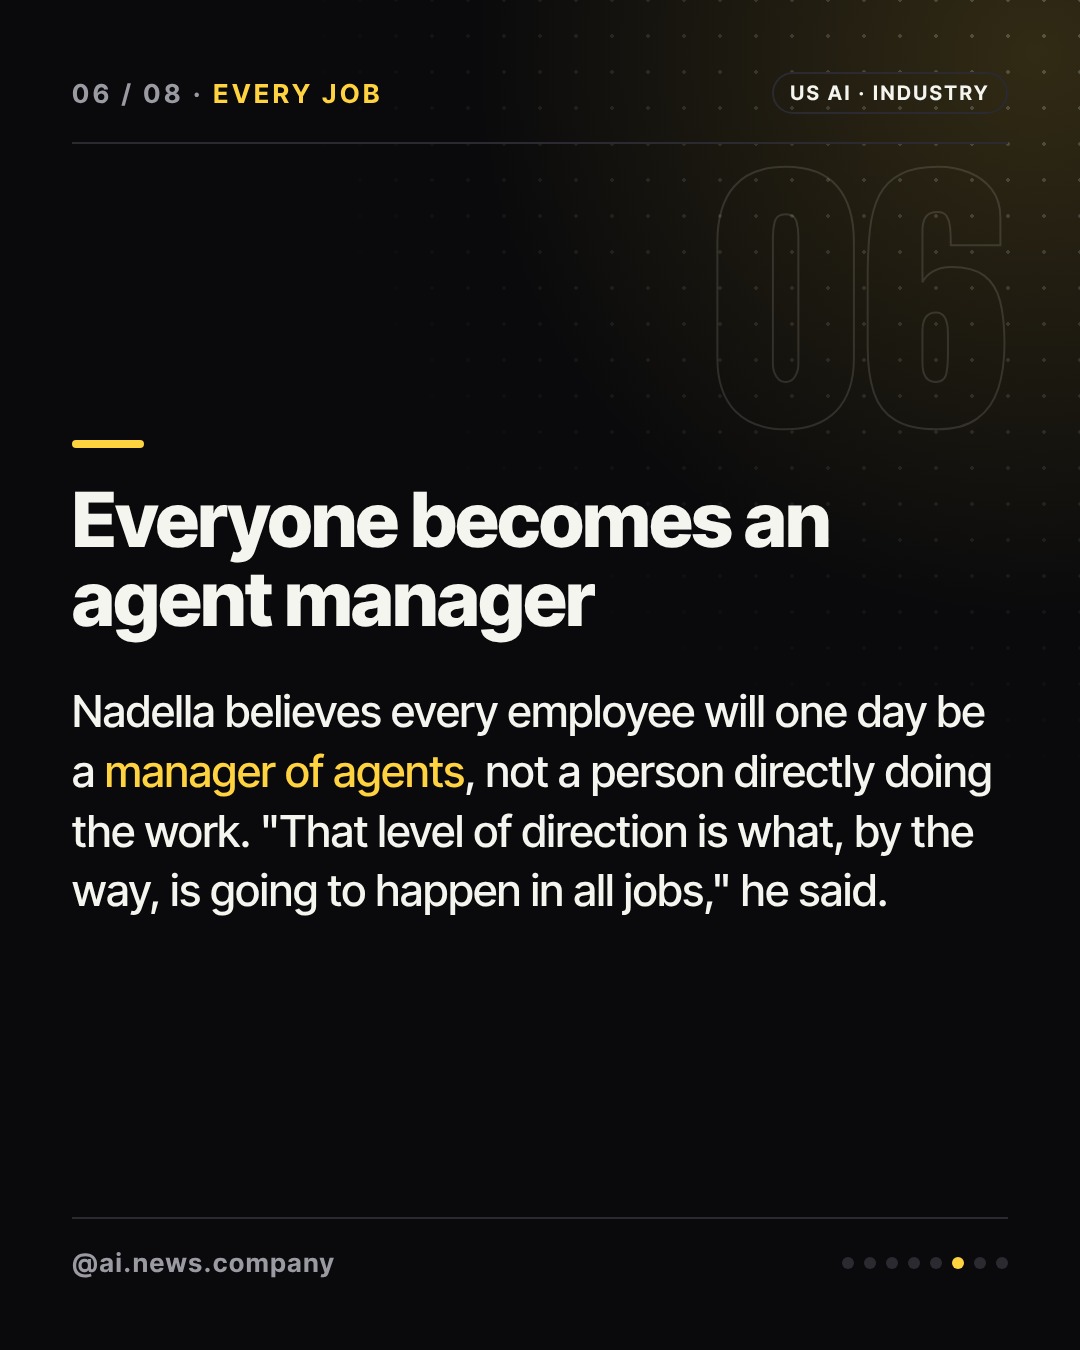 06 / 08 · EVERY JOB
US AI · INDUSTRY
06
Everyone becomes an
agent manager
Nadella believes every employee will one day be
a manager of agents, not a person directly doing
the work. "That level of direction is what, by the
way, is going to happen in all jobs," he said.
@ai.news.company